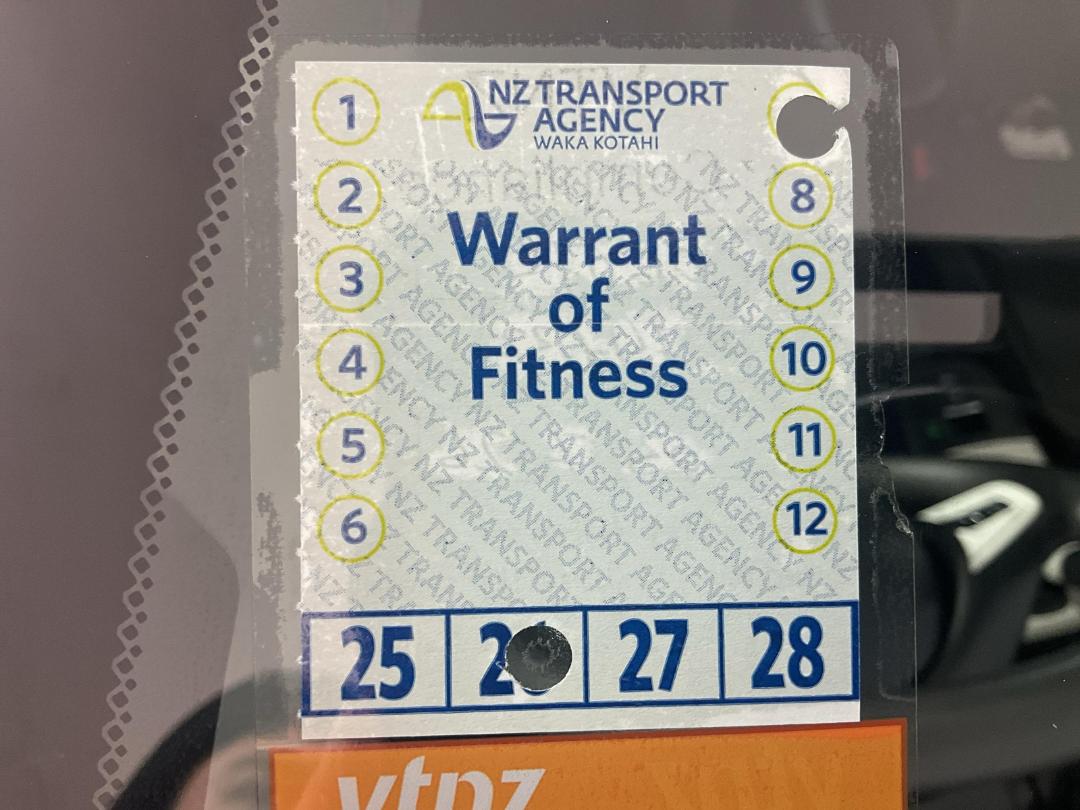 NZ TRANSPORT
AGENCY
WAKA KOTAHI
1
2
3
4
5
6
8
9
10
11
12
Warrant
of
Fitness
25
27
28
vtnz